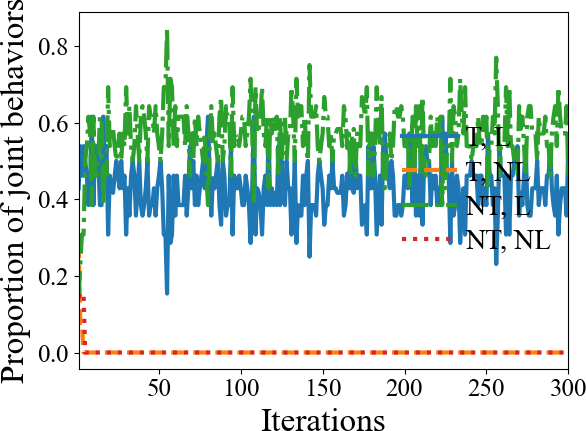 Proportion of joint behaviors
0.8
0.6
0.4
0.2
0.0
T, L
T, NL
NT, L
NT, NL
50 100 150 200 250 300
Iterations